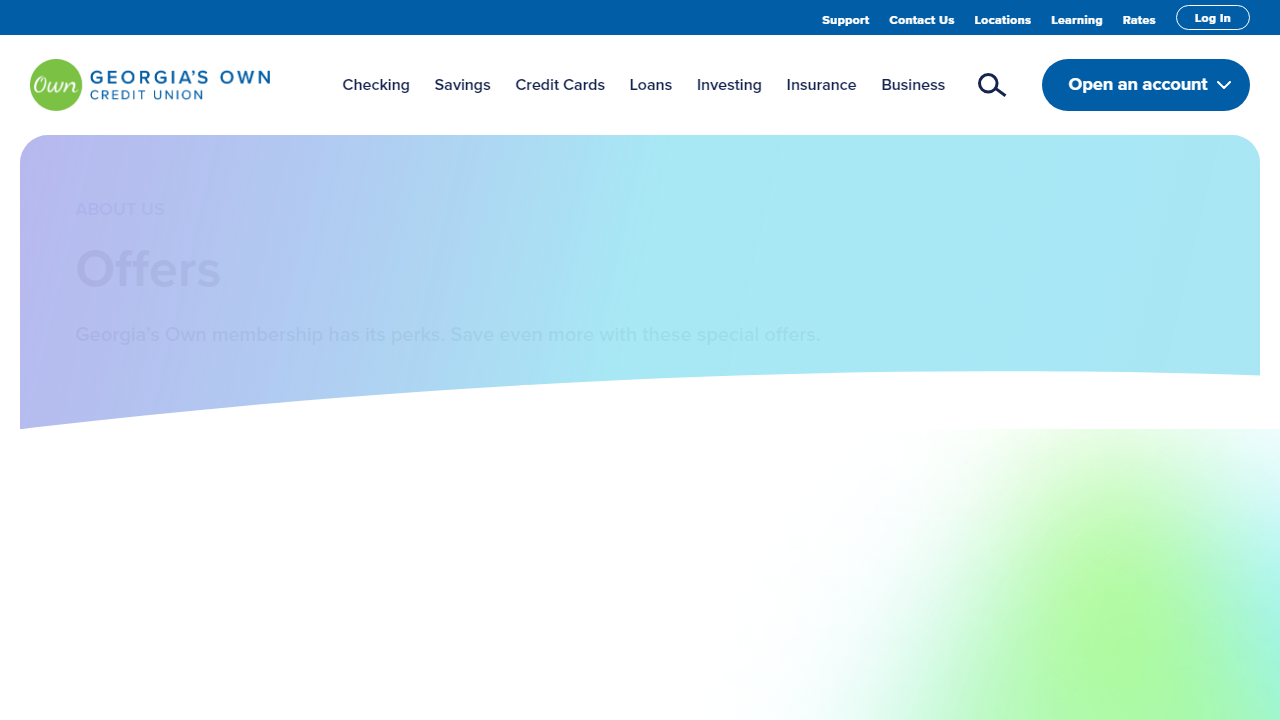 Support Contact Us Locations Learning Rates Log In
Own GEORGIA'S OWN
CREDIT UNION
Checking Savings Credit Cards Loans Investing Insurance Business Open an account
ABOUT US
Offers
Georgia's Own membership has its perks. Save even more with these special offers.